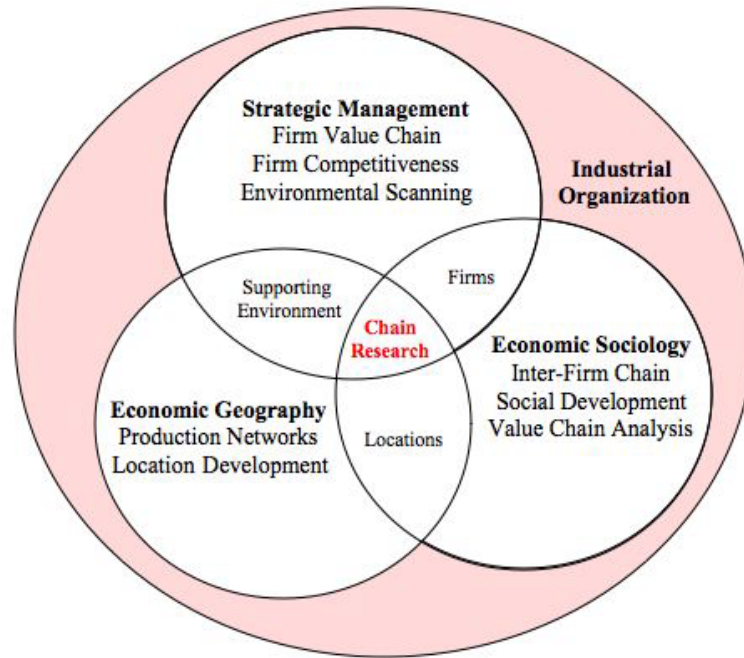 Strategic Management
Firm Value Chain
Firm Competitiveness
Environmental Scanning
Industrial
Organization
Supporting
Environment
Firms
Chain
Research
Economic Sociology
Inter-Firm Chain
Social Development
Value Chain Analysis
Economic Geography
Production Networks
Location Development
Locations